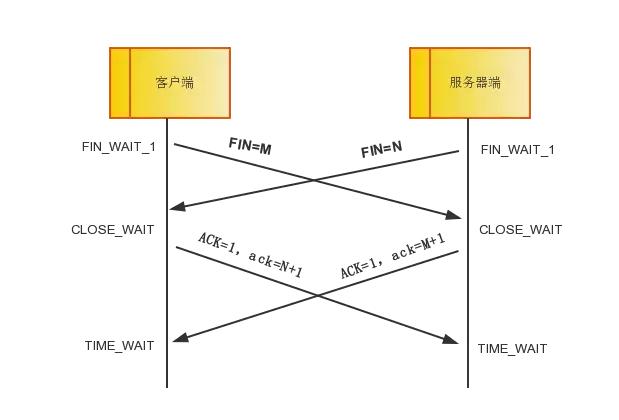 客户端
服务器端
FIN_WAIT_1
FIN=M
FIN=N
FIN_WAIT_1
CLOSE_WAIT
CLOSE_WAIT
ACK=1, ack=N+1
ACK=1, ack=M+1
TIME_WAIT
TIME_WAIT